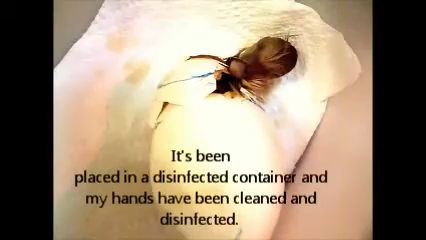 It's been
placed in a disinfected container and
my hands have been cleaned and
disinfected.